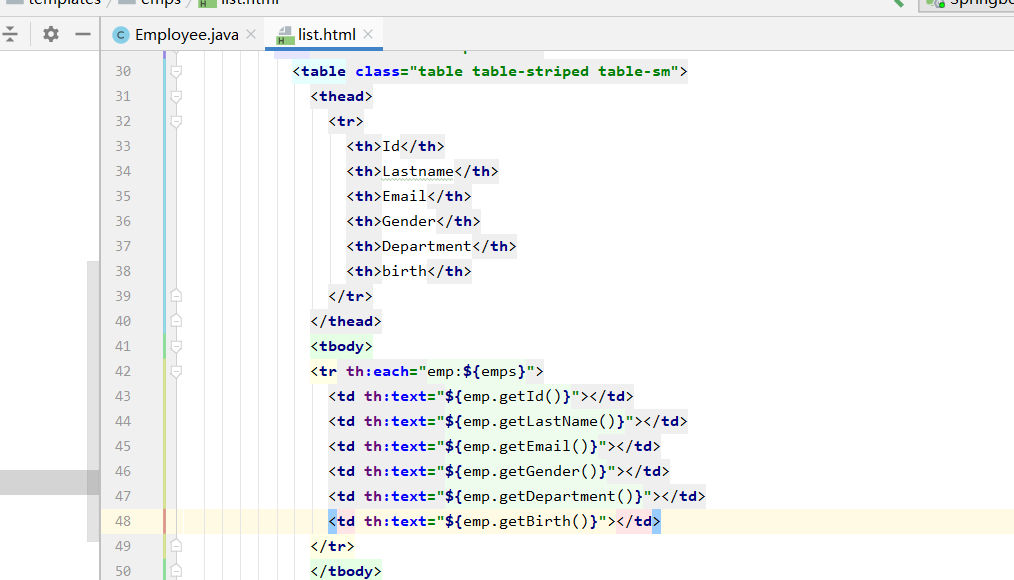 templates
emps
list.html
Springbo
Employee.java
list.html
30 <table class="table table-striped table-sm">
31 <thead>
32 <tr>
33 <th>Id</th>
34 <th>Lastname</th>
35 <th>Email</th>
36 <th>Gender</th>
37 <th>Department</th>
38 <th>birth</th>
39 </tr>
40 </thead>
41 <tbody>
42 <tr th:each="emp:${emps}">
43 <td th:text="${emp.getId()}"></td>
44 <td th:text="${emp.getLastName()}"></td>
45 <td th:text="${emp.getEmail()}"></td>
46 <td th:text="${emp.getGender()}"></td>
47 <td th:text="${emp.getDepartment()}"></td>
48 <td th:text="${emp.getBirth()}"></td>
49 </tr>
50 </tbody>